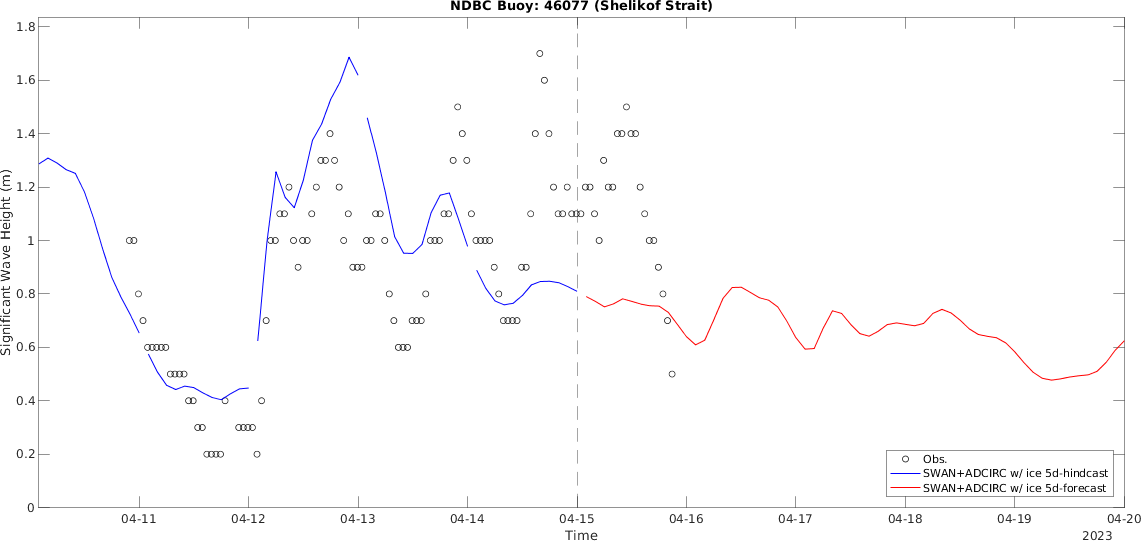 NDBC Buoy: 46077 (Shelikof Strait)
Significant Wave Height (m)
1.8
1.6
1.4
1.2
1
0.8
0.6
0.4
0.2
0
Obs.
SWAN+ADCIRC w/ ice 5d-hindcast
SWAN+ADCIRC w/ ice 5d-forecast
04-11 04-12 04-13 04-14 04-15 04-16 04-17 04-18 04-19 04-20
Time
2023